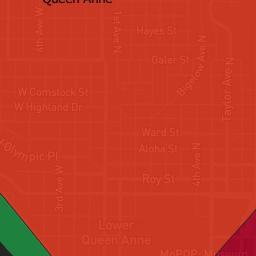 Queen Anne
4th Ave W
1st Ave N
Hayes St
Galer St
Bigelow Ave N
Taylor Ave N
W Comstock St
W Highland Dr
Ward St
Aloha St
Olympic Pl
3rd Ave W
Roy St
4th Ave N
Lower
Queen Anne
MoPOP: